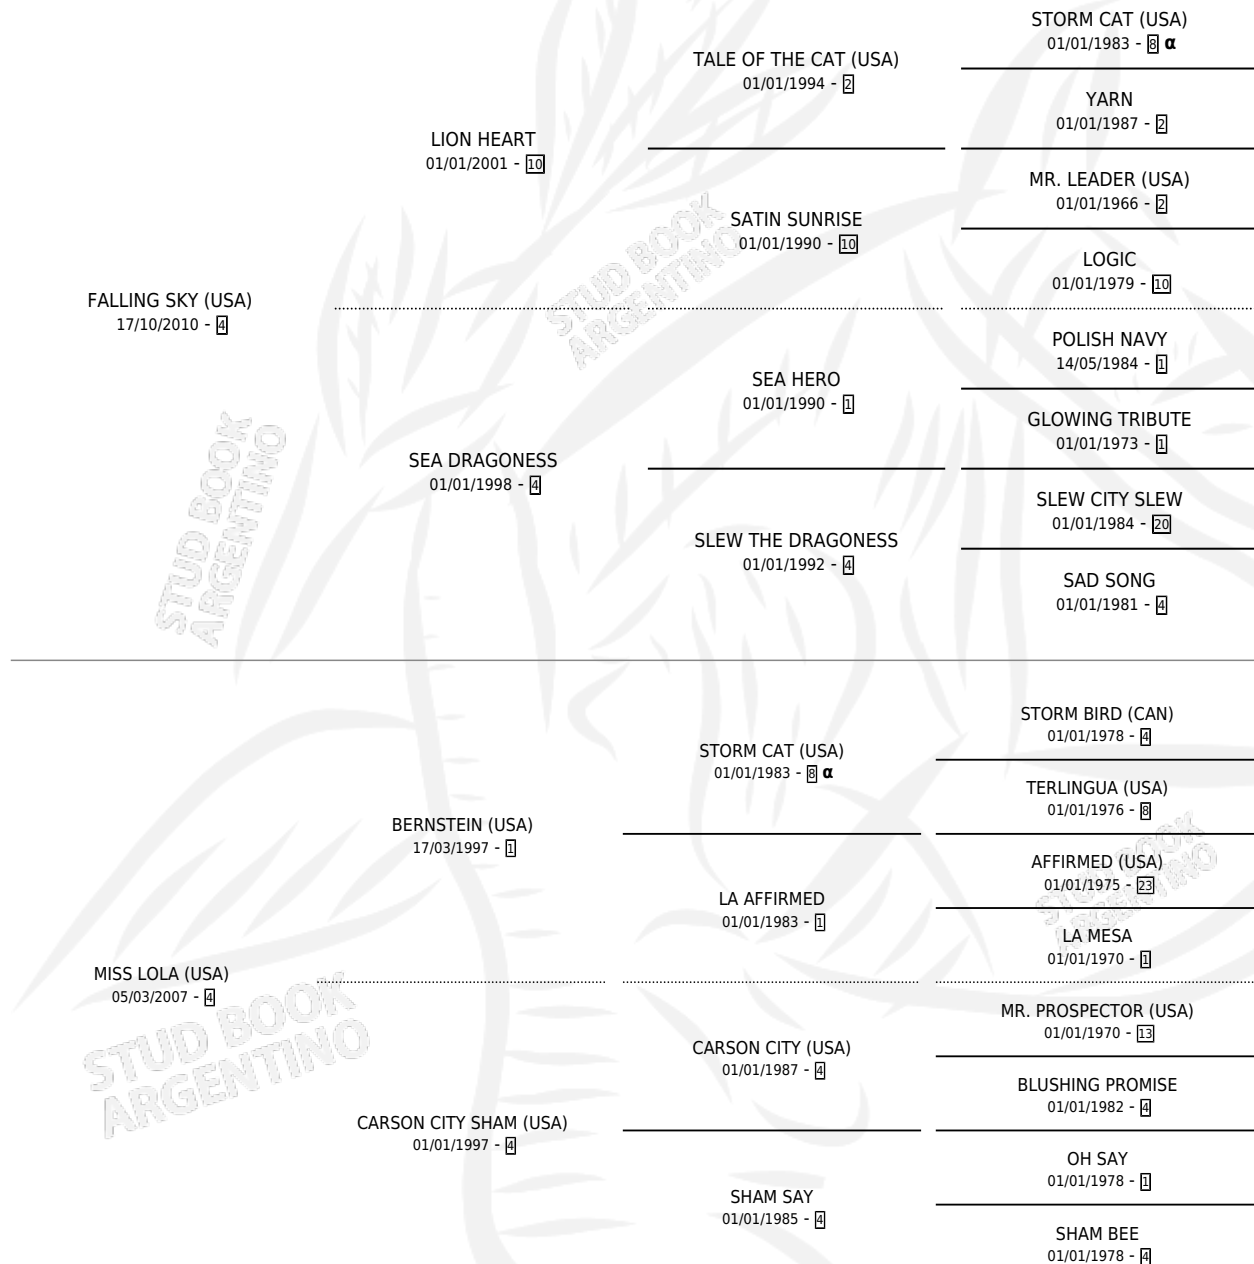 STORM CAT (USA)
01/01/1983 - 8 α
TALE OF THE CAT (USA)
01/01/1994 - 2
YARN
01/01/1987 - 2
LION HEART
01/01/2001 - 10
MR. LEADER (USA)
01/01/1966 - 2
SATIN SUNRISE
01/01/1990 - 10
LOGIC
01/01/1979 - 10
FALLING SKY (USA)
17/10/2010 - 4
POLISH NAVY
14/05/1984 - 1
SEA HERO
01/01/1990 - 1
GLOWING TRIBUTE
01/01/1973 - 1
SEA DRAGONESS
01/01/1998 - 4
SLEW CITY SLEW
01/01/1984 - 20
SLEW THE DRAGONESS
01/01/1992 - 4
SAD SONG
01/01/1981 - 4
STORM BIRD (CAN)
01/01/1978 - 4
STORM CAT (USA)
01/01/1983 - 8 α
TERLINGUA (USA)
01/01/1976 - 8
BERNSTEIN (USA)
17/03/1997 - 1
AFFIRMED (USA)
01/01/1975 - 23
LA AFFIRMED
01/01/1983 - 1
LA MESA
01/01/1970 - 1
MISS LOLA (USA)
05/03/2007 - 4
MR. PROSPECTOR (USA)
01/01/1970 - 13
CARSON CITY (USA)
01/01/1987 - 4
BLUSHING PROMISE
01/01/1982 - 4
CARSON CITY SHAM (USA)
01/01/1997 - 4
OH SAY
01/01/1978 - 1
SHAM SAY
01/01/1985 - 4
SHAM BEE
01/01/1978 - 4
STUD BOOK
ARGENTINO
STUD BOOK
ARGENTINO
STUD BOOK
ARGENTINO
STUD BOOK
ARGENTINO